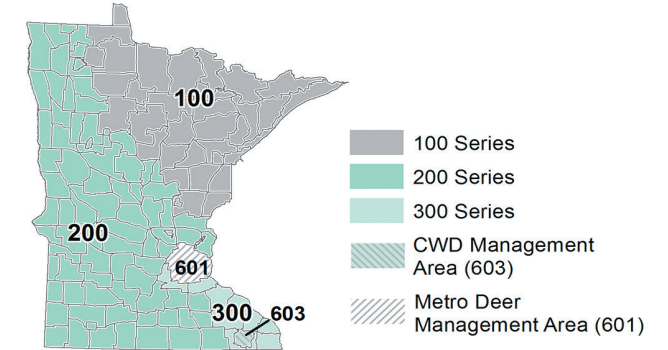 100
200
601
300
603
100 Series
200 Series
300 Series
CWD Management
Area (603)
Metro Deer
Management Area (601)